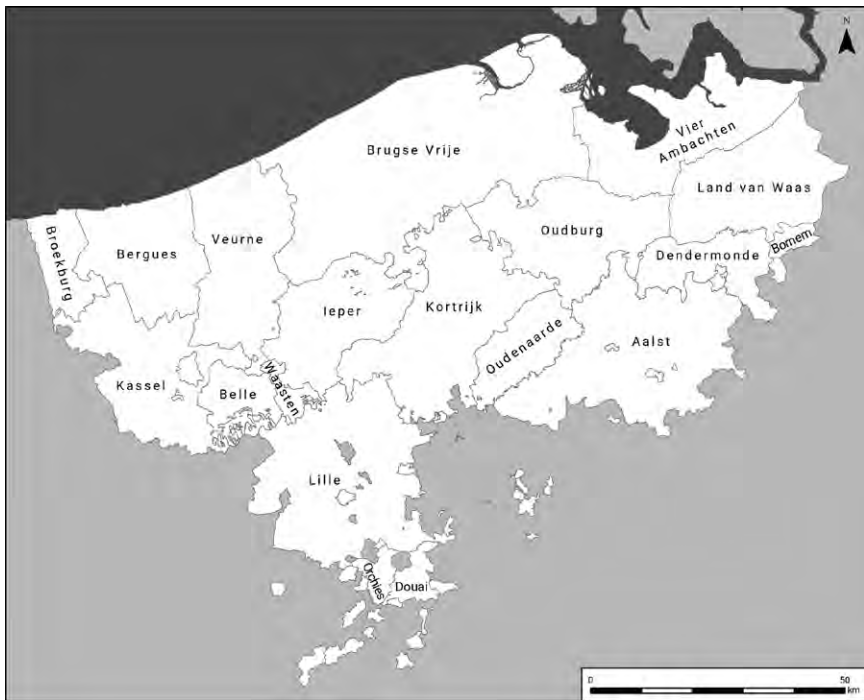 N
Vier
Ambachten
Brugse Vrije
Land van Waas
Broekburg
Bergues
Veurne
Oudburg
Bornem
Dendermonde
Ieper
Kortrijk
Oudenaarde
Aalst
Kassel
Belle
Waasten
Lille
Orchies
Douai
0
50
km